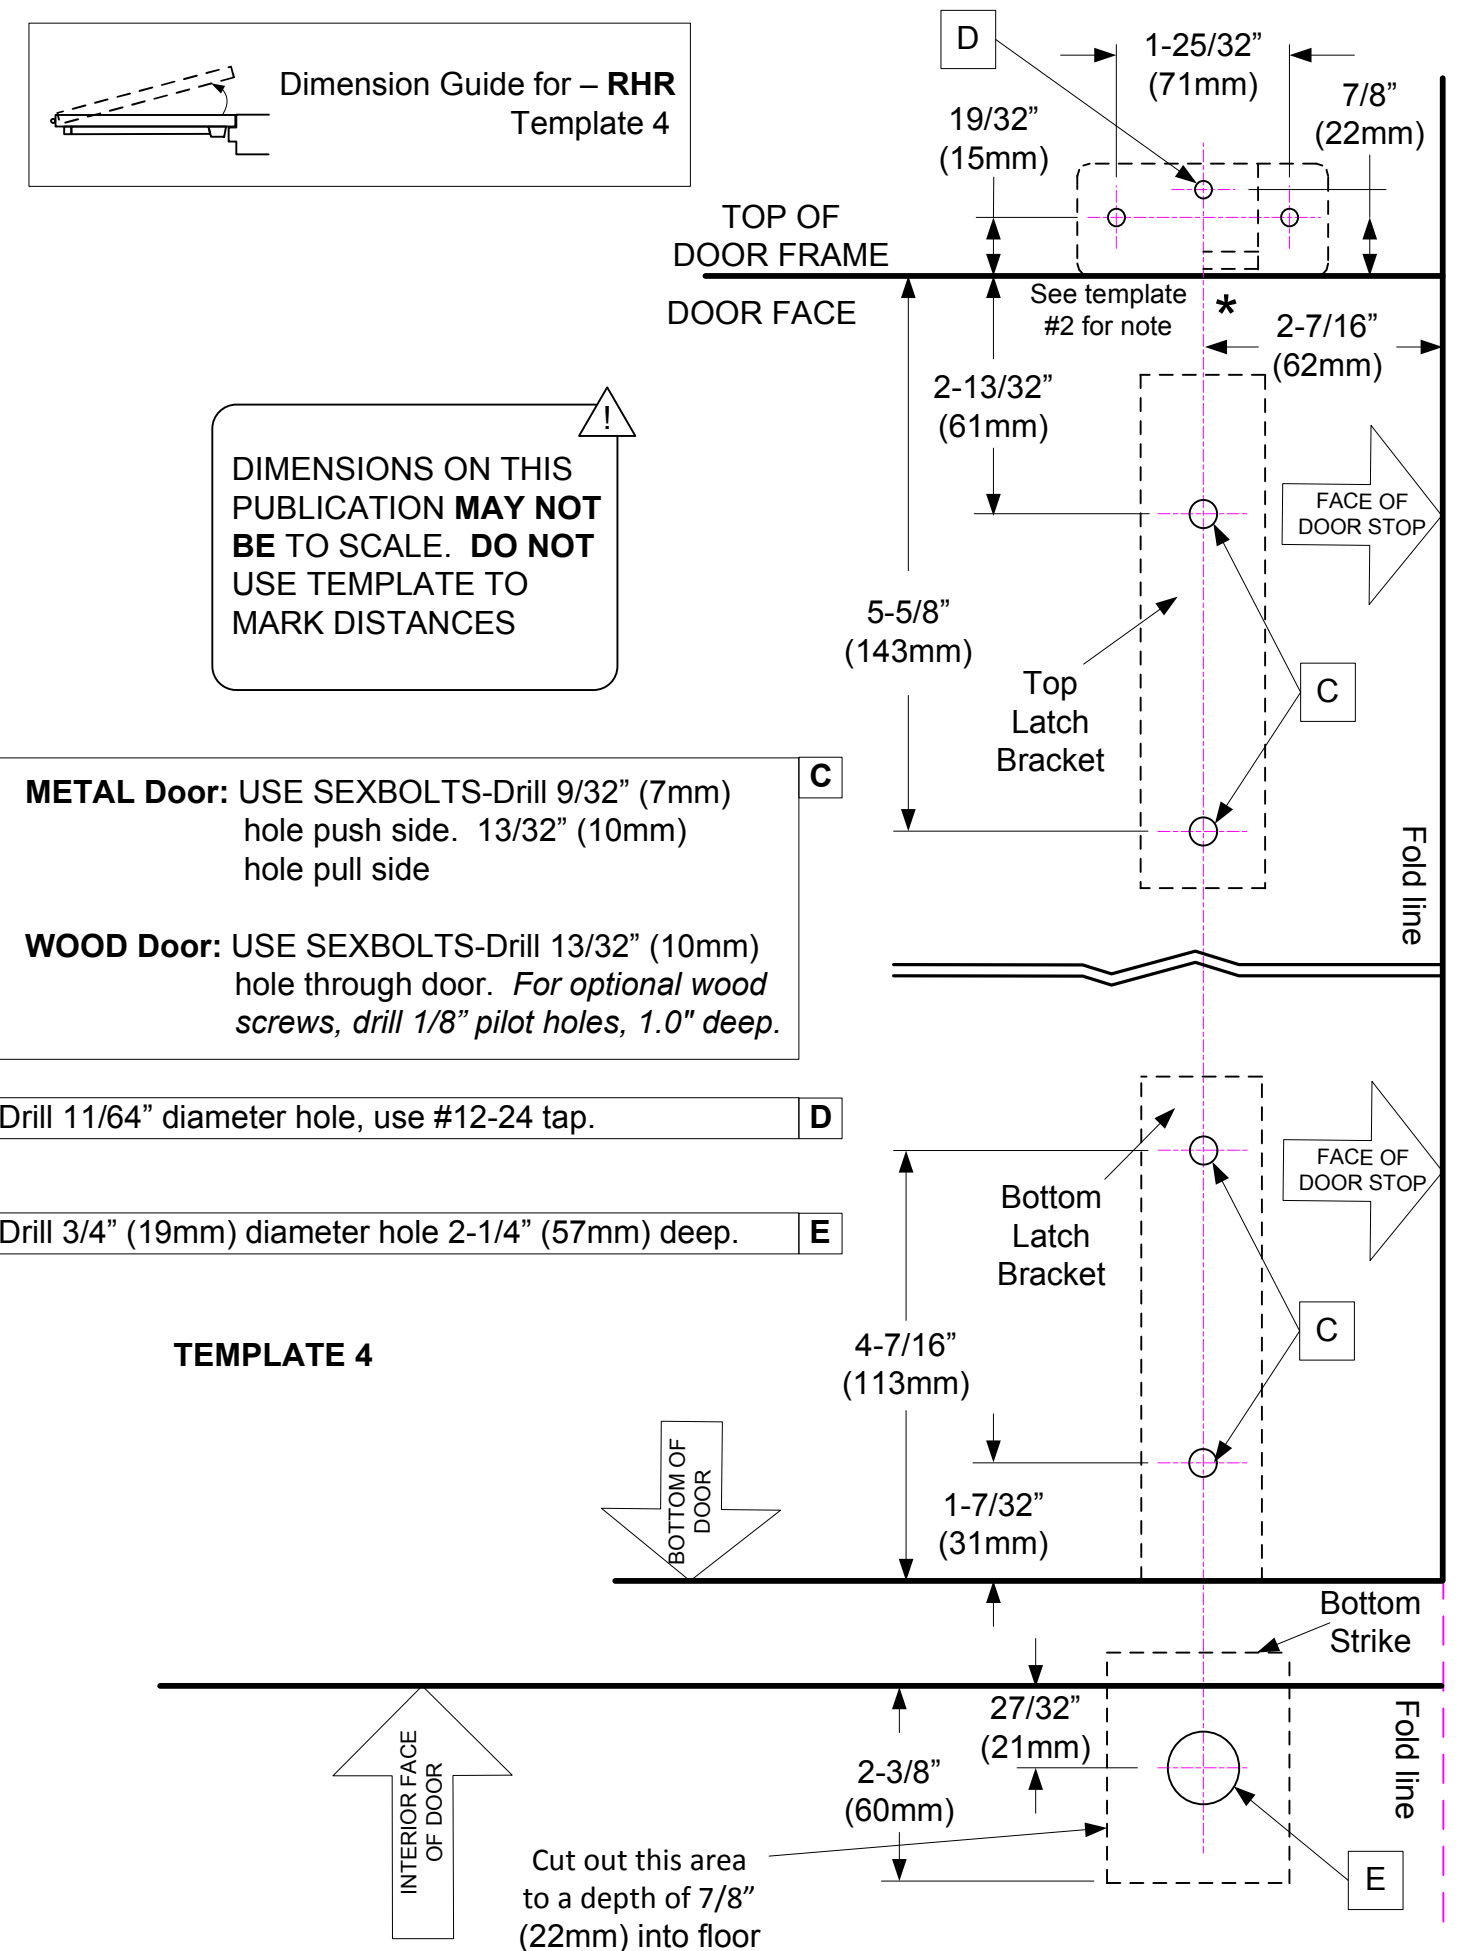 Dimension Guide for – RHR
Template 4
D
1-25/32”
(71mm)
7/8”
(22mm)
19/32”
(15mm)
TOP OF
DOOR FRAME
DOOR FACE
See template
#2 for note
*
2-7/16”
(62mm)
2-13/32”
(61mm)
!
DIMENSIONS ON THIS
PUBLICATION MAY NOT
BE TO SCALE. DO NOT
USE TEMPLATE TO
MARK DISTANCES
FACE OF
DOOR STOP
5-5/8”
(143mm)
Top
Latch
Bracket
C
Fold line
C
METAL Door: USE SEXBOLTS-Drill 9/32” (7mm)
hole push side. 13/32” (10mm)
hole pull side
WOOD Door: USE SEXBOLTS-Drill 13/32” (10mm)
hole through door. For optional wood
screws, drill 1/8” pilot holes, 1.0" deep.
Drill 11/64” diameter hole, use #12-24 tap.
D
Drill 3/4” (19mm) diameter hole 2-1/4” (57mm) deep.
E
FACE OF
DOOR STOP
Bottom
Latch
Bracket
C
TEMPLATE 4
4-7/16”
(113mm)
BOTTOM OF
DOOR
1-7/32”
(31mm)
Bottom
Strike
27/32”
(21mm)
Fold line
INTERIOR FACE
OF DOOR
2-3/8”
(60mm)
Cut out this area
to a depth of 7/8”
(22mm) into floor
E